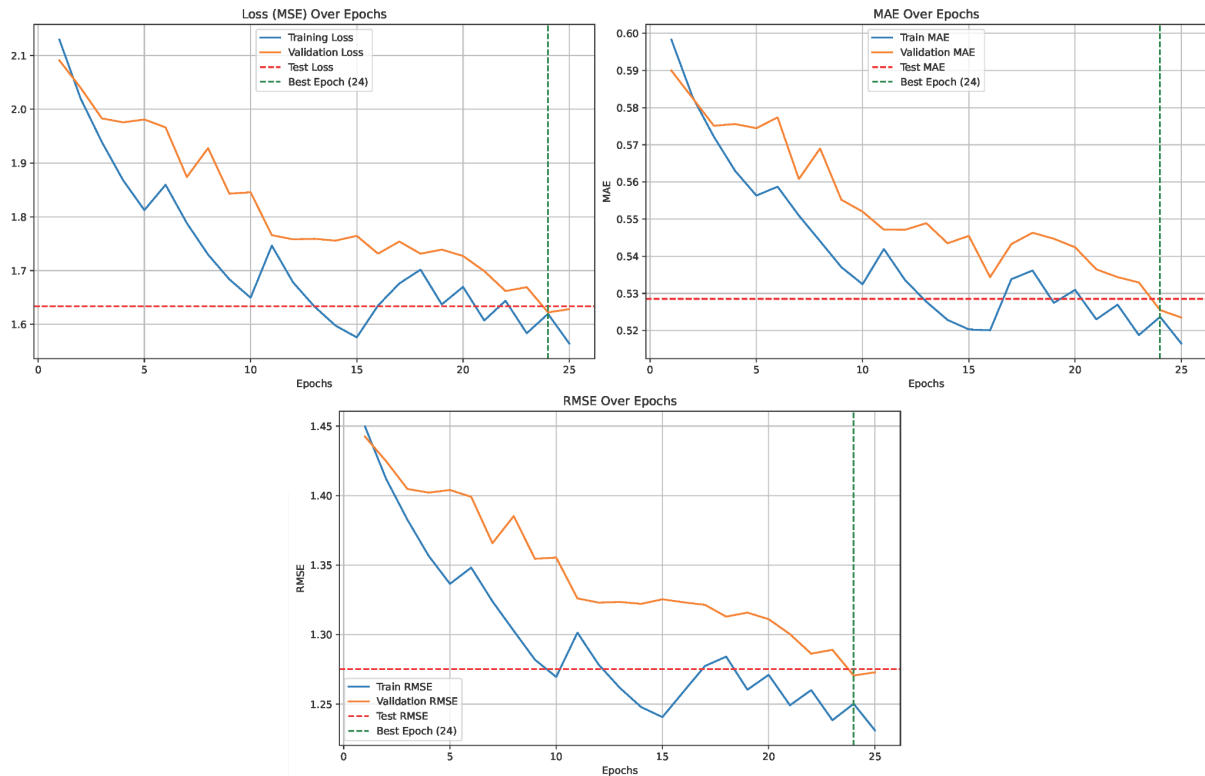 Loss (MSE) Over Epochs
Training Loss
Validation Loss
Test Loss
Best Epoch (24)
2.1
2.0
1.9
1.8
1.7
1.6
0
5
10
15
20
25
Epochs
MAE Over Epochs
Train MAE
Validation MAE
Test MAE
Best Epoch (24)
MAE
0.60
0.59
0.58
0.57
0.56
0.55
0.54
0.53
0.52
0
5
10
15
20
25
Epochs
RMSE Over Epochs
RMSE
1.45
1.40
1.35
1.30
1.25
Train RMSE
Validation RMSE
Test RMSE
Best Epoch (24)
0
5
10
15
20
25
Epochs